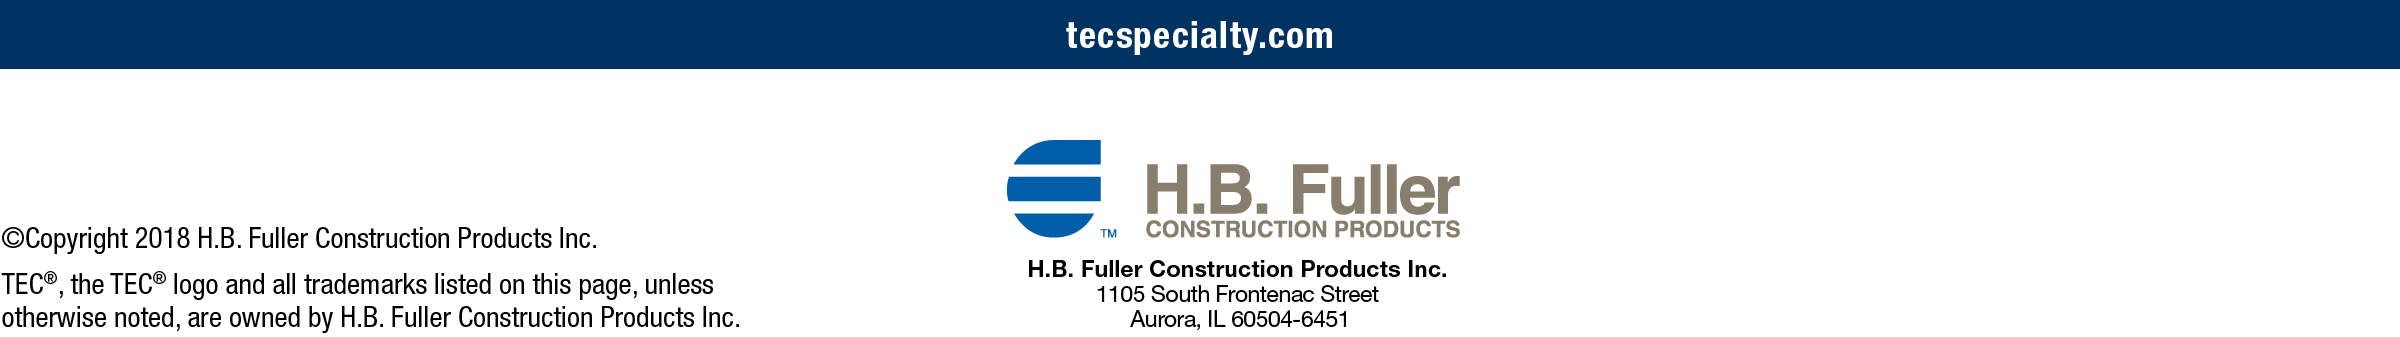 tecspecialty.com
H.B. Fuller
CONSTRUCTION PRODUCTS
™
H.B. Fuller Construction Products Inc.
1105 South Frontenac Street
Aurora, IL 60504-6451
©Copyright 2018 H.B. Fuller Construction Products Inc.
TEC®, the TEC® logo and all trademarks listed on this page, unless
otherwise noted, are owned by H.B. Fuller Construction Products Inc.